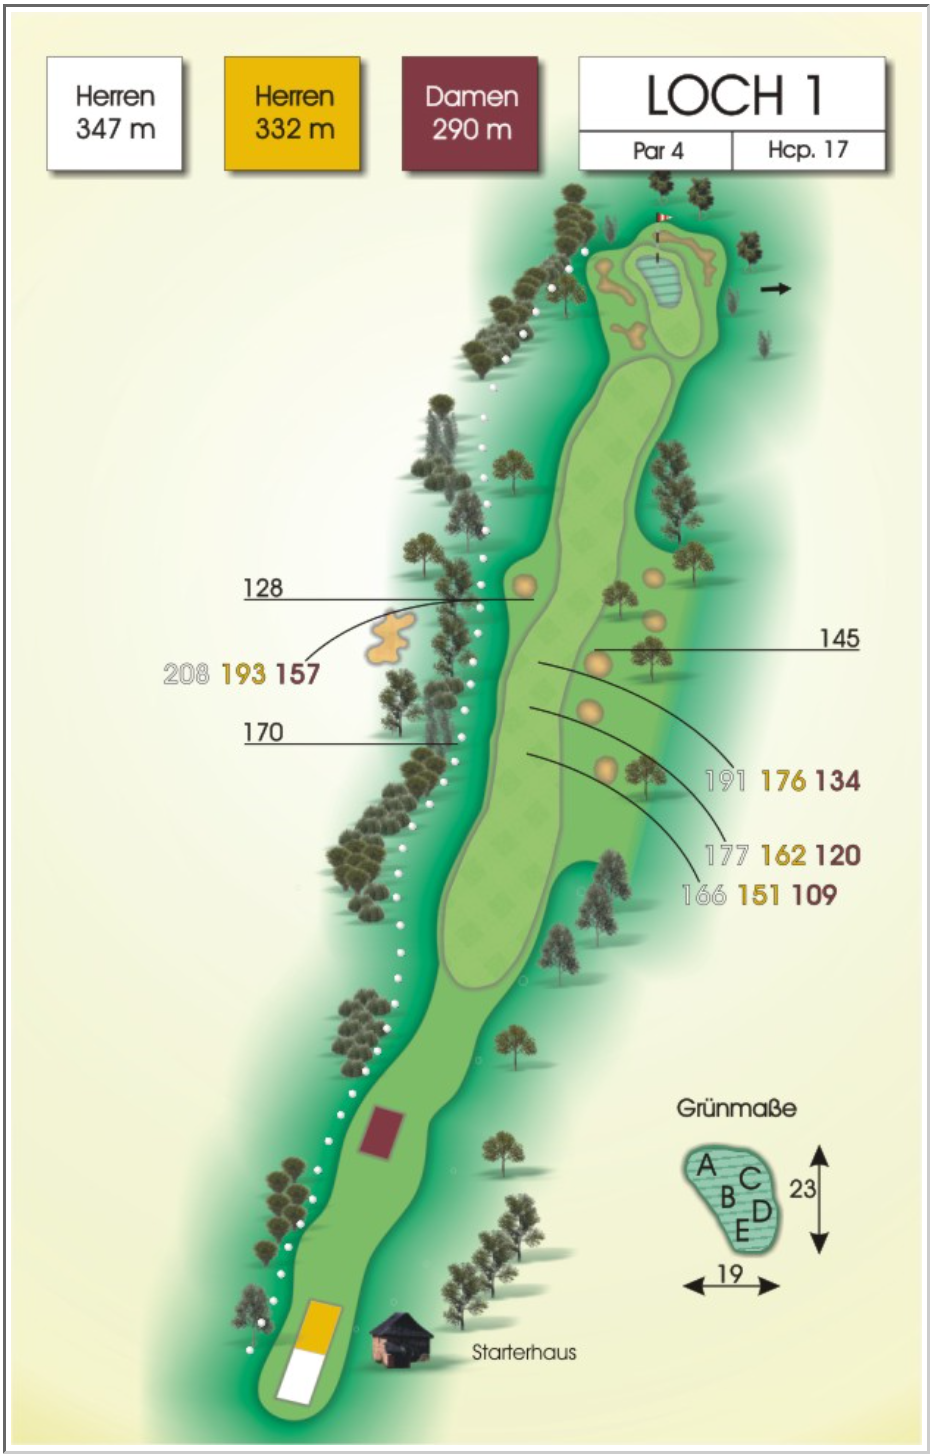 Herren
347 m
Herren
332 m
Damen
290 m
LOCH 1
Par 4
Hcp. 17
128
208 193 157
145
170
191 176 134
177 162 120
166 151 109
Grünmaße
A
C
B
D
E
23
19
Starterhaus